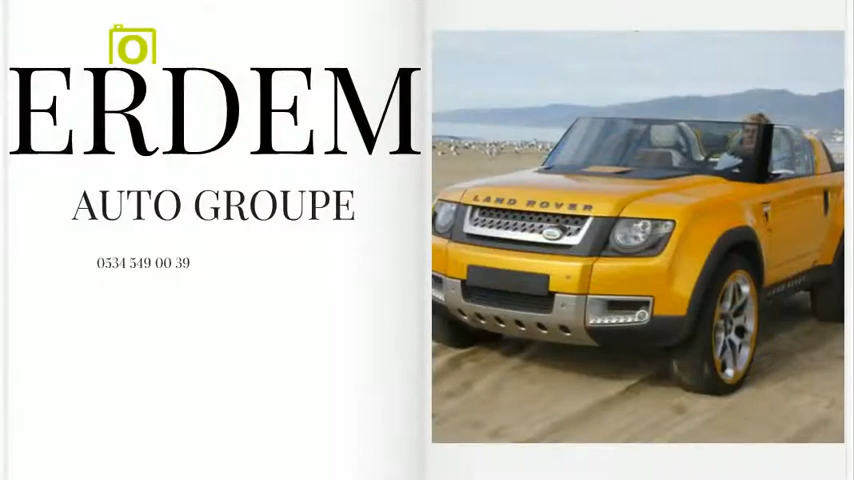 ERDEM
AUTO GROUPE
0534 549 00 39
LAND ROVER